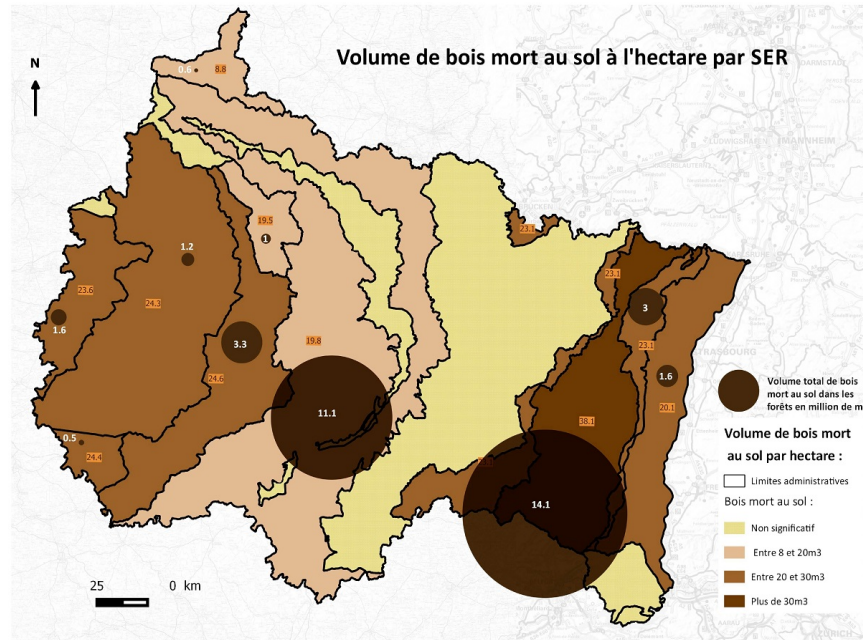 Volume de bois mort au sol à l'hectare par SER
N
0.6
8.8
19.5
1
1.2
23.6
24.3
1.6
3.3
24.6
19.8
11.1
0.5
24.4
23.1
23.1
3
23.1
1.6
20.1
38.1
14.1
MANNHEIM
DARMSTADT
STRASBOURG
Volume total de bois
mort au sol dans les
forêts en million de m
Volume de bois mort
au sol par hectare :
Limites administratives
Bois mort au sol :
Non significatif
Entre 8 et 20m3
Entre 20 et 30m3
Plus de 30m3
25 0 km